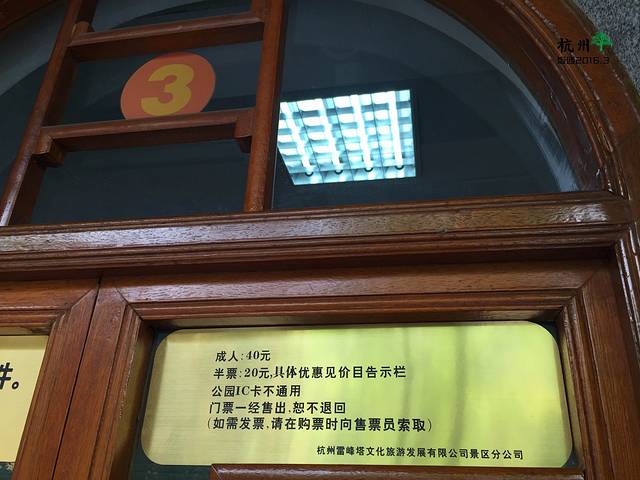 杭州
2016.3
3
件。
成人:40元
半票:20元,具体优惠见价目告示栏
公园IC卡不通用
门票一经售出,恕不退回
(如需发票,请在购票时向售票员索取)
杭州雷峰塔文化旅游发展有限公司景区分公司